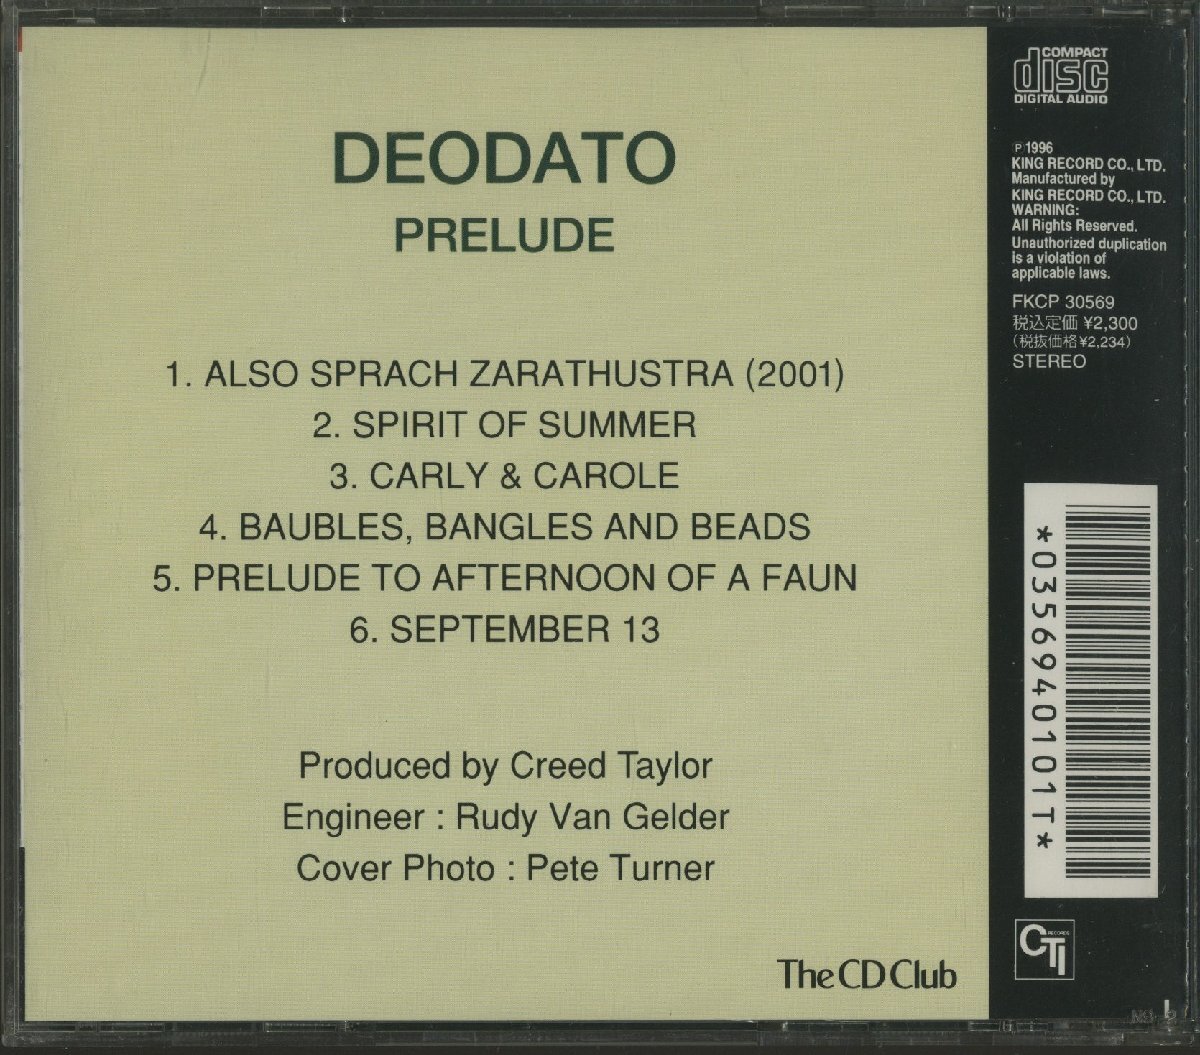 DEODATO
PRELUDE
1. ALSO SPRACH ZARATHUSTRA (2001)
2. SPIRIT OF SUMMER
3. CARLY & CAROLE
4. BAUBLES, BANGLES AND BEADS
5. PRELUDE TO AFTERNOON OF A FAUN
6. SEPTEMBER 13
Produced by Creed Taylor
Engineer : Rudy Van Gelder
Cover Photo : Pete Turner
The CD Club
COMPACT
disc
DIGITAL AUDIO
℗1996
KING RECORD CO., LTD.
Manufactured by
KING RECORD CO., LTD.
WARNING:
All Rights Reserved.
Unauthorized duplication
is a violation of
applicable laws.
FKCP 30569
税込定価 ¥2,300
(税抜価格¥2,234)
STEREO
*0356940101T*
CTI
RECORDS